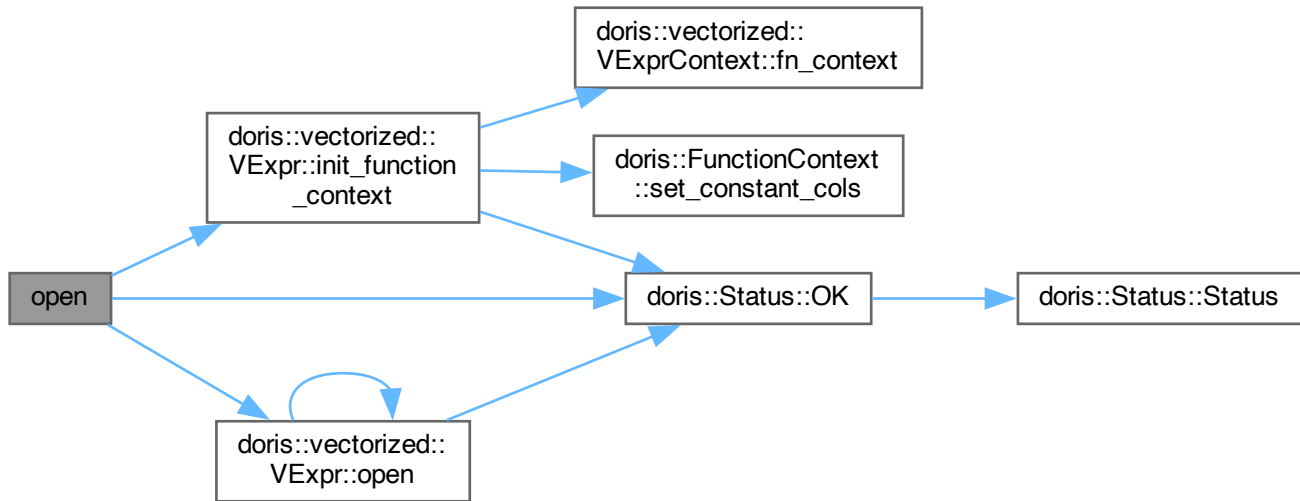 doris::vectorized::
VExprContext::fn_context
doris::vectorized::
VExpr::init_function
_context
doris::FunctionContext
::set_constant_cols
open
doris::Status::OK
doris::Status::Status
doris::vectorized::
VExpr::open